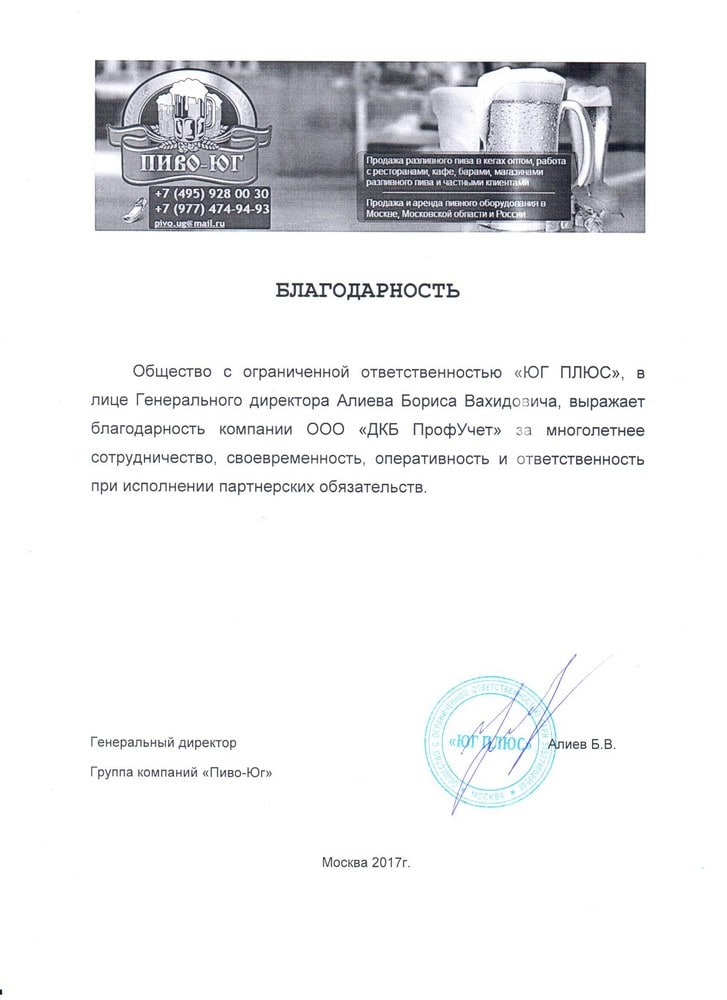 ПИВО-ЮГ
+7 (495) 928 00 30
+7 (977) 474-94-93
pivo.ug@mail.ru
Продажа разливного пива в кегах оптом, работа
с ресторанами, кафе, барами, магазинами
разливного пива и частными клиентами
Продажа и аренда пивного оборудования в
Москве, Московской области и России
БЛАГОДАРНОСТЬ
Общество с ограниченной ответственностью «ЮГ ПЛЮС», в
лице Генерального директора Алиева Бориса Вахидовича, выражает
благодарность компании ООО «ДКБ ПрофУчет» за многолетнее
сотрудничество, своевременность, оперативность и ответственность
при исполнении партнерских обязательств.
Генеральный директор
Группа компаний «Пиво-Юг»
ОБЩЕСТВО С ОГРАНИЧЕННОЙ ОТВЕТСТВЕННОСТЬЮ
«ЮГ ПЛЮС»
МОСКВА
Алиев Б.В.
Москва 2017г.